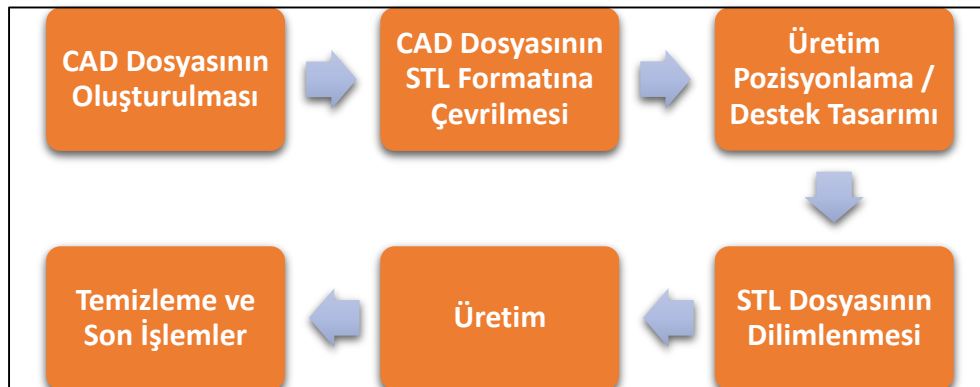 CAD Dosyasının
Oluşturulması
CAD Dosyasının
STL Formatına
Çevrilmesi
Üretim
Pozisyonlama /
Destek Tasarımı
STL Dosyasının
Dilimlenmesi
Üretim
Temizleme ve
Son İşlemler